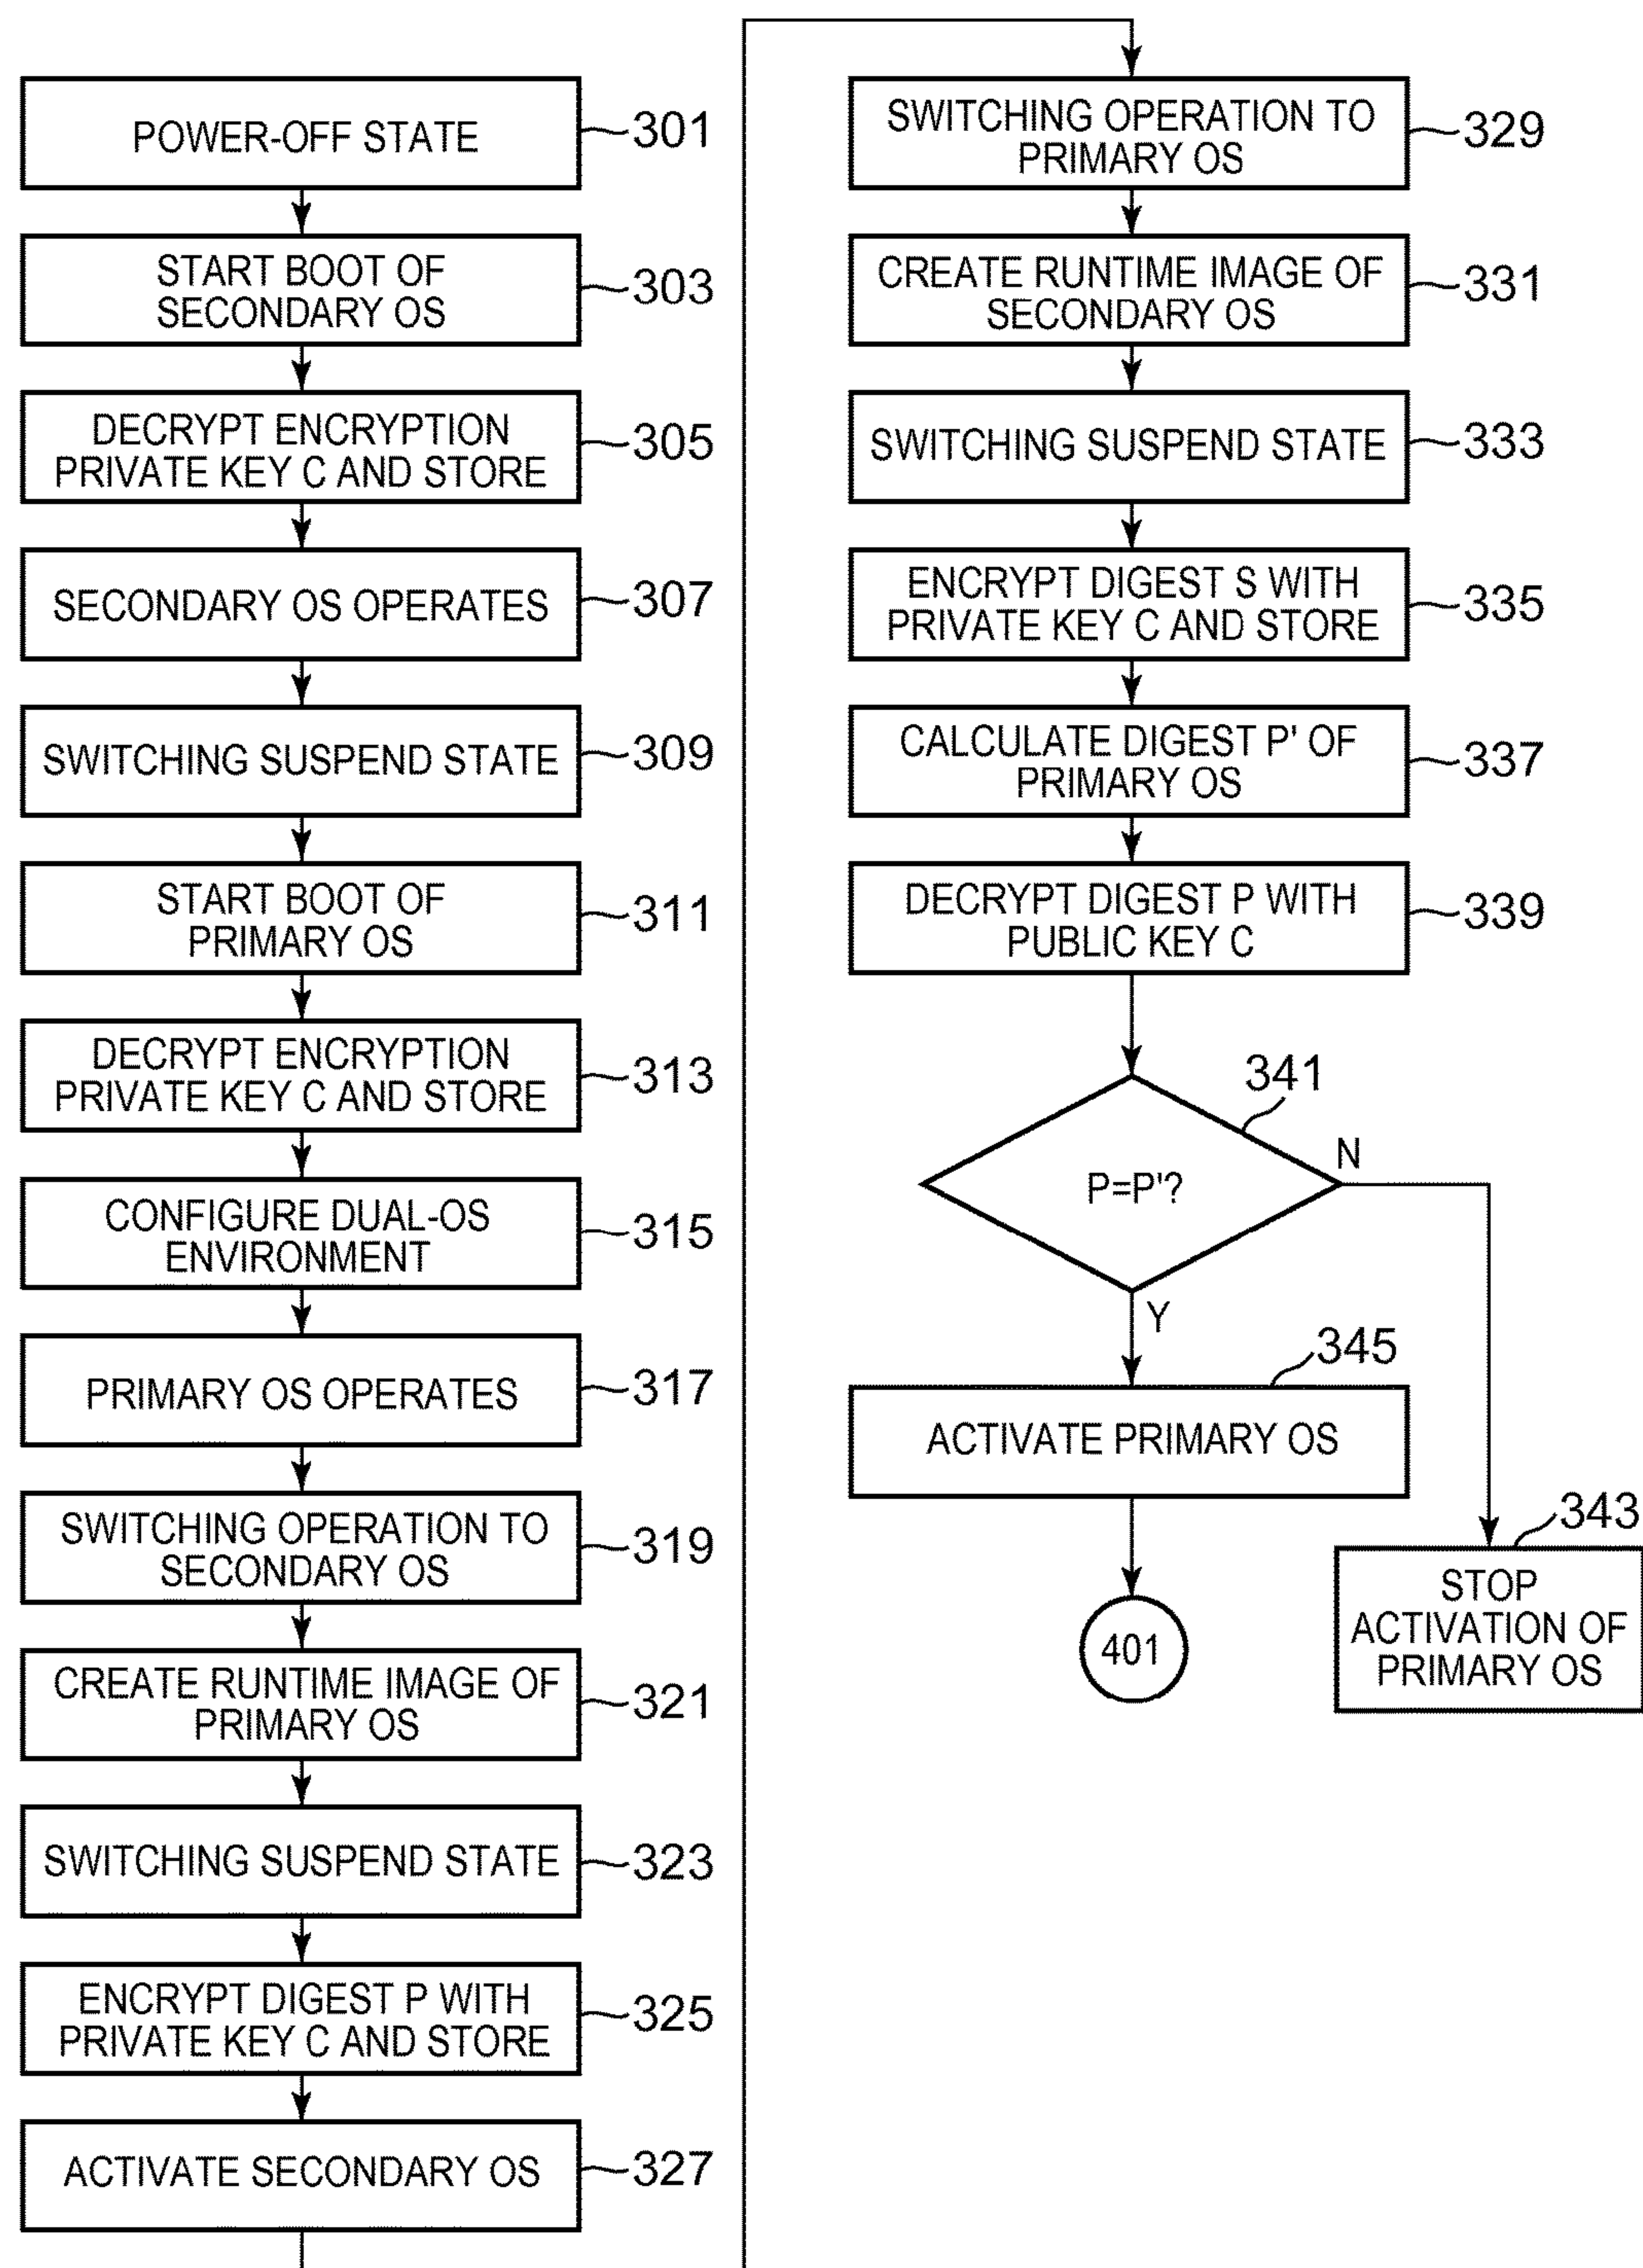 POWER-OFF STATE
301
START BOOT OF
SECONDARY OS
303
DECRYPT ENCRYPTION
PRIVATE KEY C AND STORE
305
SECONDARY OS OPERATES
307
SWITCHING SUSPEND STATE
309
START BOOT OF
PRIMARY OS
311
DECRYPT ENCRYPTION
PRIVATE KEY C AND STORE
313
CONFIGURE DUAL-OS
ENVIRONMENT
315
PRIMARY OS OPERATES
317
SWITCHING OPERATION TO
SECONDARY OS
319
CREATE RUNTIME IMAGE OF
PRIMARY OS
321
SWITCHING SUSPEND STATE
323
ENCRYPT DIGEST P WITH
PRIVATE KEY C AND STORE
325
ACTIVATE SECONDARY OS
327
SWITCHING OPERATION TO
PRIMARY OS
329
CREATE RUNTIME IMAGE OF
SECONDARY OS
331
SWITCHING SUSPEND STATE
333
ENCRYPT DIGEST S WITH
PRIVATE KEY C AND STORE
335
CALCULATE DIGEST P' OF
PRIMARY OS
337
DECRYPT DIGEST P WITH
PUBLIC KEY C
339
341
P=P'?
N
Y
345
ACTIVATE PRIMARY OS
401
343
STOP
ACTIVATION OF
PRIMARY OS